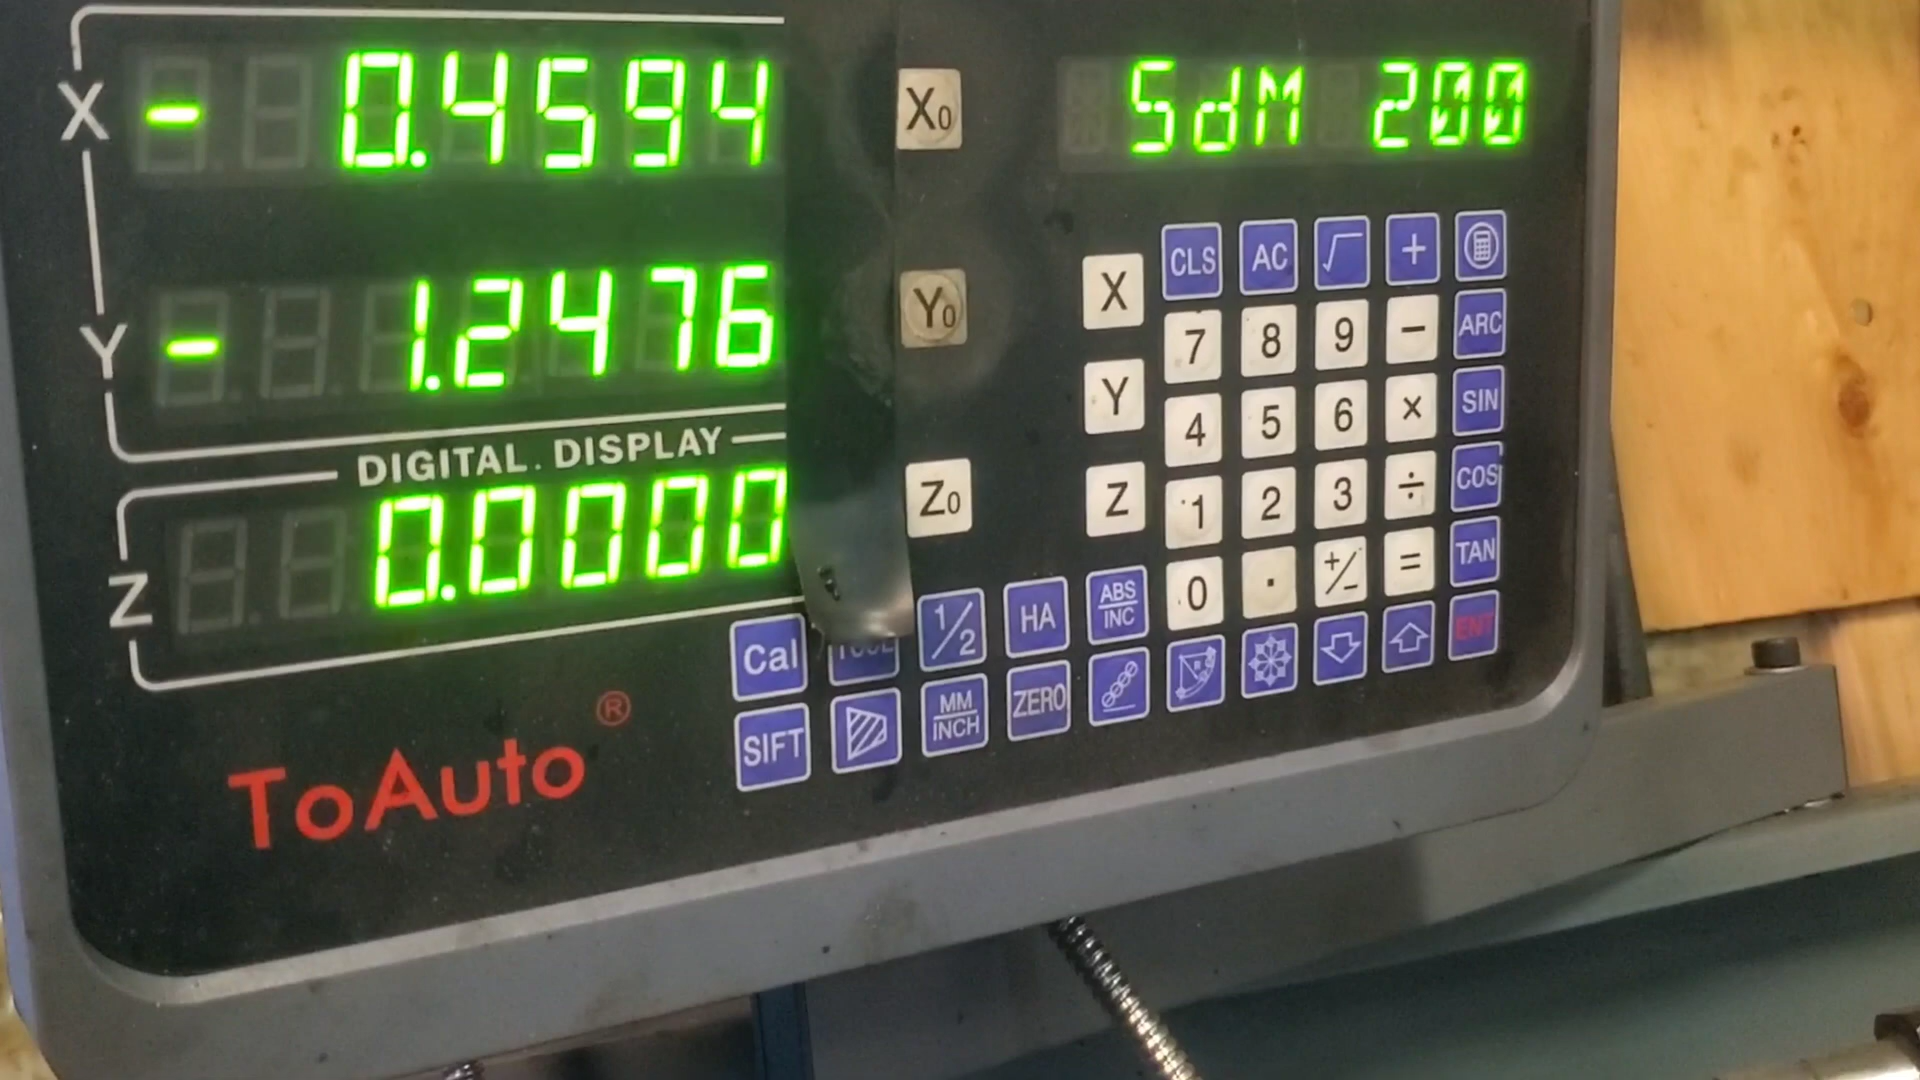 X - 0.4594 X0 SdM 200
Y - 1.2476 Y0
DIGITAL. DISPLAY
Z 0.0000 Z0
X CLS AC √ +
7 8 9 - ARC
Y 4 5 6 × SIN
Z 1 2 3 ÷ COS
0 . +/- = TAN
Cal TOOL 1/2 HA ABS/INC ENT
SIFT MM/INCH ZERO R
ToAuto ®